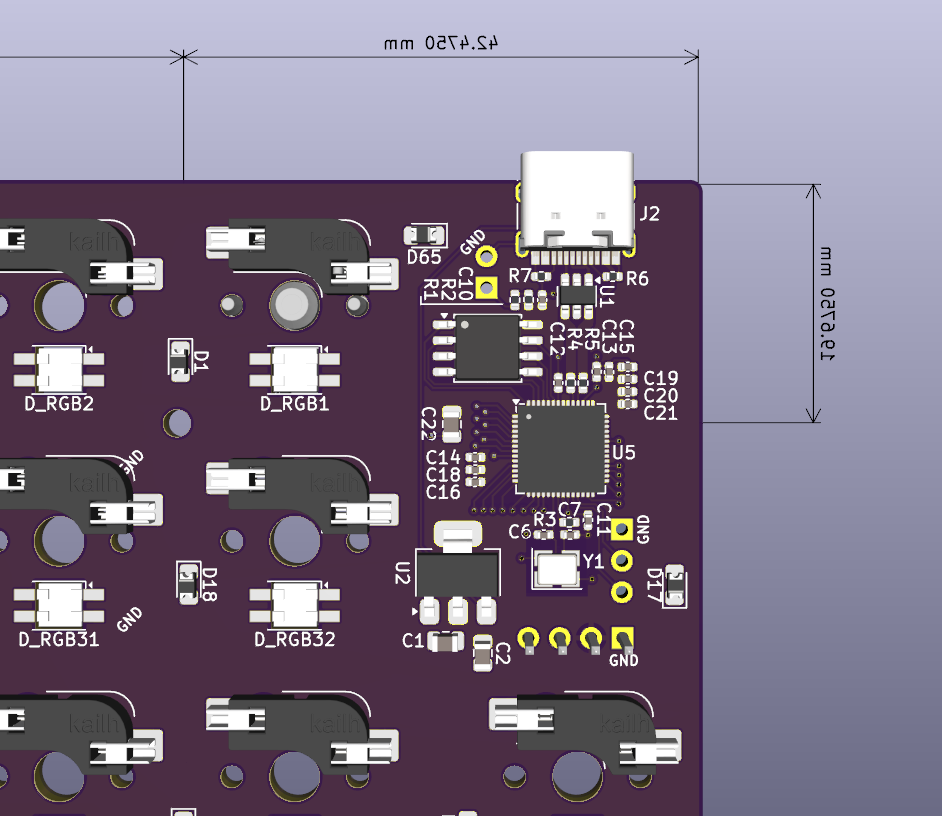 42.4750 mm
19.0570 mm
J2
kailh
kailh
GND
D65
R7
R6
U1
R1
R2
C10
C12
R4
R5
C13
C15
D1
D_RGB2
D_RGB1
C19
C20
C21
C22
U5
C14
C18
C16
GND
kailh
kailh
R3
C7
C11
C6
GND
Y1
U2
D18
D17
GND
D_RGB31
D_RGB32
C1
C2
GND
kailh
kailh
kailh